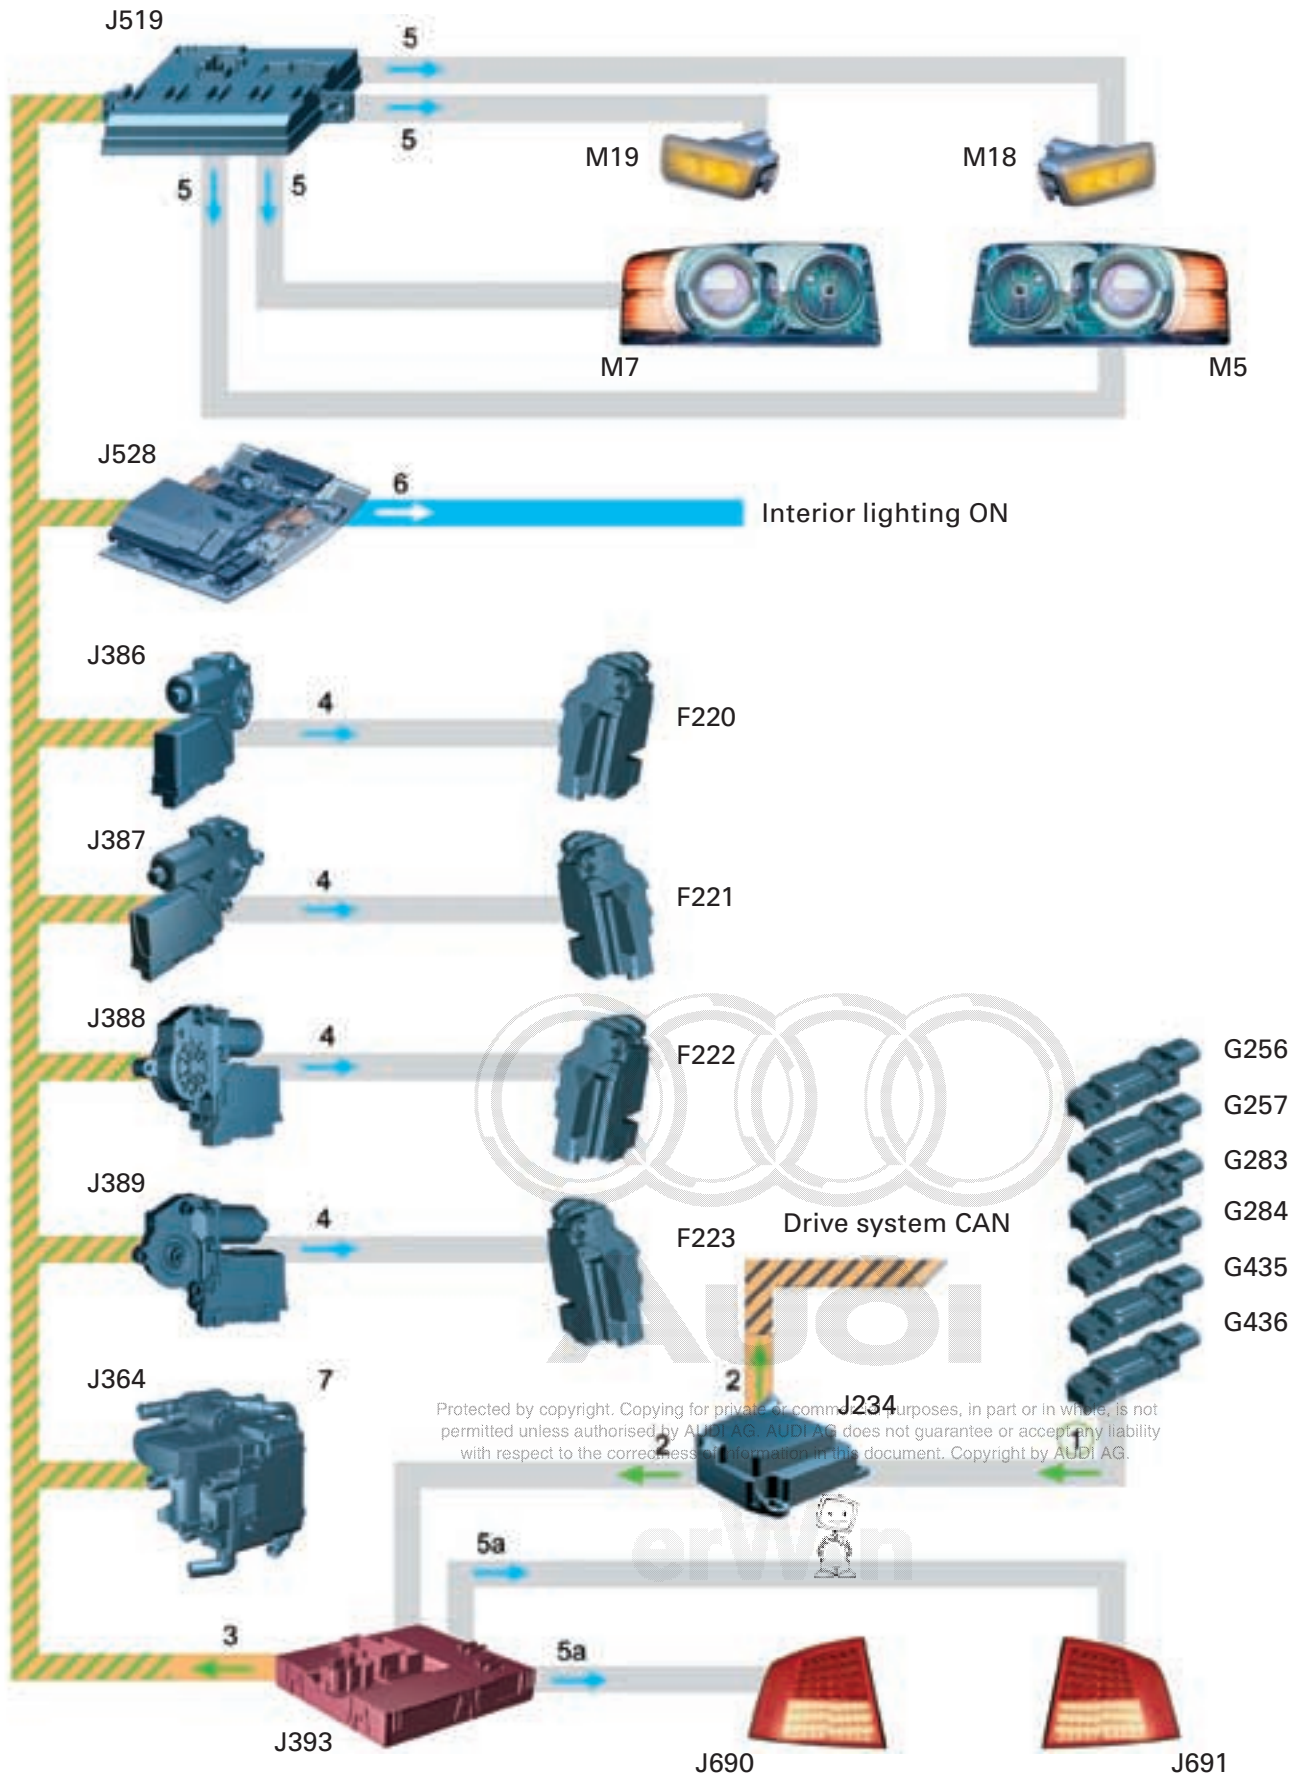 J519
5
5
M19
M18
5
5
M7
M5
J528
6
Interior lighting ON
J386
4
F220
J387
4
F221
J388
4
F222
G256
G257
G283
G284
G435
G436
J389
4
F223
Drive system CAN
Audi
J364
7
2
J234
Protected by copyright. Copying for private or commercial purposes, in part or in whole, is not
permitted unless authorised by AUDI AG. AUDI AG does not guarantee or accept any liability
with respect to the correctness of information in this document. Copyright by AUDI AG.
2
1
erWin
5a
3
5a
J393
J690
J691